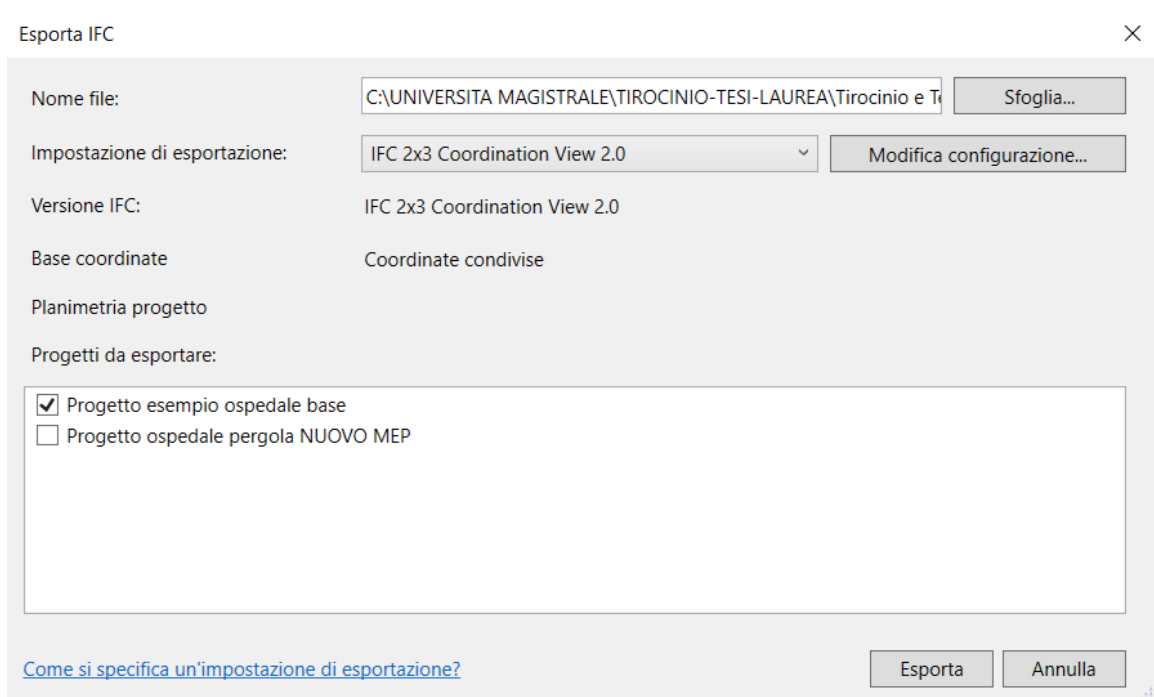 Esporta IFC
Nome file: C:\UNIVERSITA MAGISTRALE\TIROCINIO-TESI-LAUREA\Tirocinio e Te Sfoglia...
Impostazione di esportazione: IFC 2x3 Coordination View 2.0 Modifica configurazione...
Versione IFC: IFC 2x3 Coordination View 2.0
Base coordinate Coordinate condivise
Planimetria progetto
Progetti da esportare:
Progetto esempio ospedale base
Progetto ospedale pergola NUOVO MEP
Come si specifica un'impostazione di esportazione? Esporta Annulla